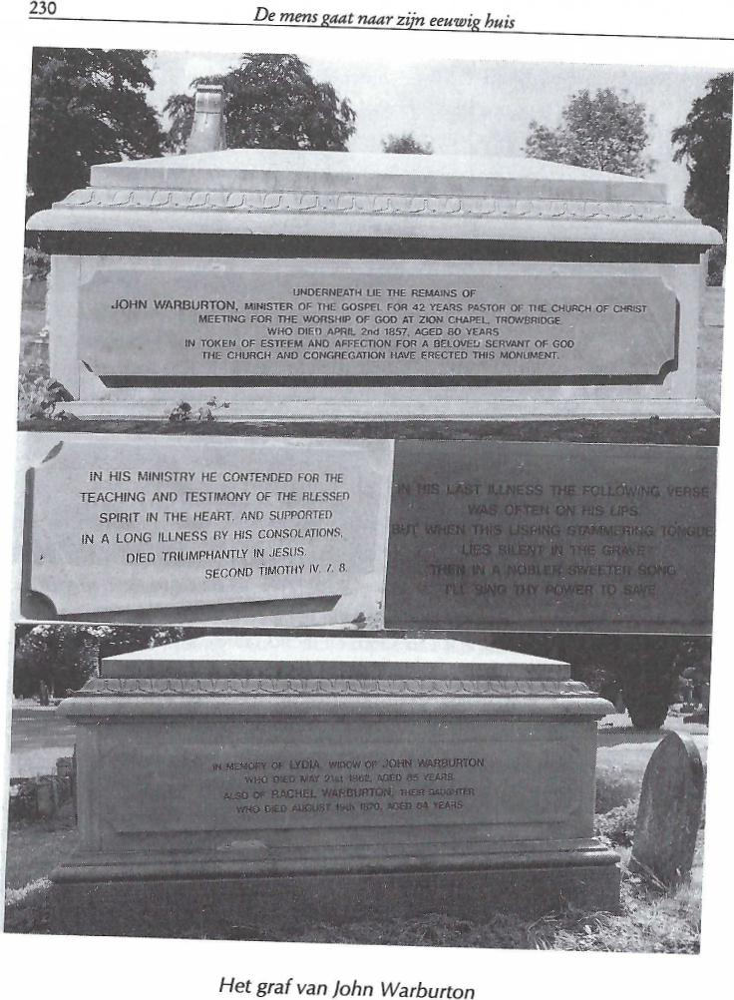 230
De mens gaat naar zijn eeuwig huis
UNDERNEATH LIE THE REMAINS OF
JOHN WARBURTON, MINISTER OF THE GOSPEL FOR 42 YEARS PASTOR OF THE CHURCH OF CHRIST
MEETING FOR THE WORSHIP OF GOD AT ZION CHAPEL, TROWBRIDGE,
WHO DIED APRIL 2nd 1857, AGED 80 YEARS
IN TOKEN OF ESTEEM AND AFFECTION FOR A BELOVED SERVANT OF GOD
THE CHURCH AND CONGREGATION HAVE ERECTED THIS MONUMENT.
IN HIS MINISTRY HE CONTENDED FOR THE
TEACHING AND TESTIMONY OF THE BLESSED
SPIRIT IN THE HEART, AND SUPPORTED
IN A LONG ILLNESS BY HIS CONSOLATIONS,
DIED TRIUMPHANTLY IN JESUS.
SECOND TIMOTHY IV. 7. 8.
IN HIS LAST ILLNESS THE FOLLOWING VERSE
WAS OFTEN ON HIS LIPS.
BUT WHEN THIS LISPING STAMMERING TONGUE
LIES SILENT IN THE GRAVE
THEN IN A NOBLER SWEETER SONG
I'LL SING THY POWER TO SAVE
IN MEMORY OF LYDIA, WIDOW OF JOHN WARBURTON
WHO DIED MAY 21st 1862, AGED 85 YEARS.
ALSO OF RACHEL WARBURTON, THEIR DAUGHTER
WHO DIED AUGUST 19th 1870, AGED 64 YEARS
Het graf van John Warburton